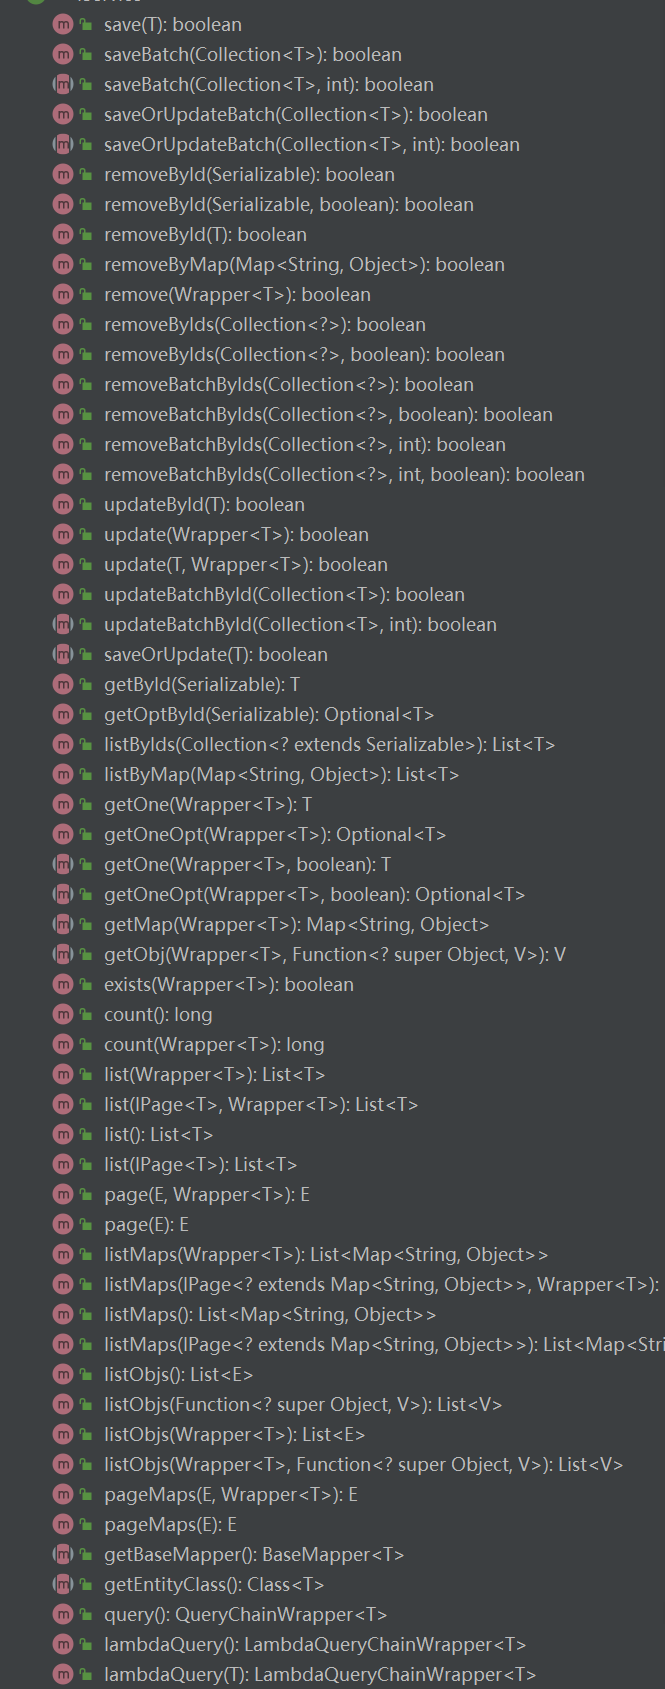 save(T): boolean
saveBatch(Collection<T>): boolean
saveBatch(Collection<T>, int): boolean
saveOrUpdateBatch(Collection<T>): boolean
saveOrUpdateBatch(Collection<T>, int): boolean
removeById(Serializable): boolean
removeById(Serializable, boolean): boolean
removeById(T): boolean
removeByMap(Map<String, Object>): boolean
remove(Wrapper<T>): boolean
removeByIds(Collection<?>): boolean
removeByIds(Collection<?>, boolean): boolean
removeBatchByIds(Collection<?>): boolean
removeBatchByIds(Collection<?>, boolean): boolean
removeBatchByIds(Collection<?>, int): boolean
removeBatchByIds(Collection<?>, int, boolean): boolean
updateById(T): boolean
update(Wrapper<T>): boolean
update(T, Wrapper<T>): boolean
updateBatchById(Collection<T>): boolean
updateBatchById(Collection<T>, int): boolean
saveOrUpdate(T): boolean
getById(Serializable): T
getOptById(Serializable): Optional<T>
listByIds(Collection<? extends Serializable>): List<T>
listByMap(Map<String, Object>): List<T>
getOne(Wrapper<T>): T
getOneOpt(Wrapper<T>): Optional<T>
getOne(Wrapper<T>, boolean): T
getOneOpt(Wrapper<T>, boolean): Optional<T>
getMap(Wrapper<T>): Map<String, Object>
getObj(Wrapper<T>, Function<? super Object, V>): V
exists(Wrapper<T>): boolean
count(): long
count(Wrapper<T>): long
list(Wrapper<T>): List<T>
list(IPage<T>, Wrapper<T>): List<T>
list(): List<T>
list(IPage<T>): List<T>
page(E, Wrapper<T>): E
page(E): E
listMaps(Wrapper<T>): List<Map<String, Object>>
listMaps(IPage<? extends Map<String, Object>>, Wrapper<T>):
listMaps(): List<Map<String, Object>>
listMaps(IPage<? extends Map<String, Object>>): List<Map<Stri
listObjs(): List<E>
listObjs(Function<? super Object, V>): List<V>
listObjs(Wrapper<T>): List<E>
listObjs(Wrapper<T>, Function<? super Object, V>): List<V>
pageMaps(E, Wrapper<T>): E
pageMaps(E): E
getBaseMapper(): BaseMapper<T>
getEntityClass(): Class<T>
query(): QueryChainWrapper<T>
lambdaQuery(): LambdaQueryChainWrapper<T>
lambdaQuery(T): LambdaQueryChainWrapper<T>